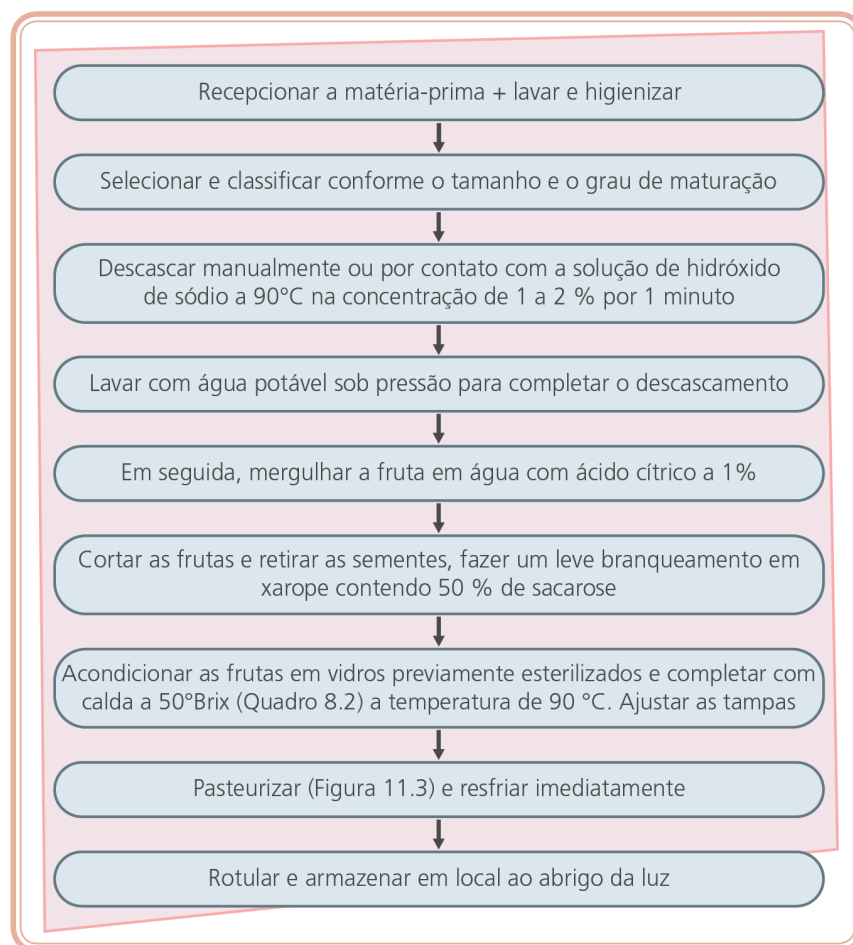 Recepcionar a matéria-prima + lavar e higienizar
Selecionar e classificar conforme o tamanho e o grau de maturação
Descascar manualmente ou por contato com a solução de hidróxido
de sódio a 90°C na concentração de 1 a 2 % por 1 minuto
Lavar com água potável sob pressão para completar o descascamento
Em seguida, mergulhar a fruta em água com ácido cítrico a 1%
Cortar as frutas e retirar as sementes, fazer um leve branqueamento em
xarope contendo 50 % de sacarose
Acondicionar as frutas em vidros previamente esterilizados e completar com
calda a 50°Brix (Quadro 8.2) a temperatura de 90 °C. Ajustar as tampas
Pasteurizar (Figura 11.3) e resfriar imediatamente
Rotular e armazenar em local ao abrigo da luz